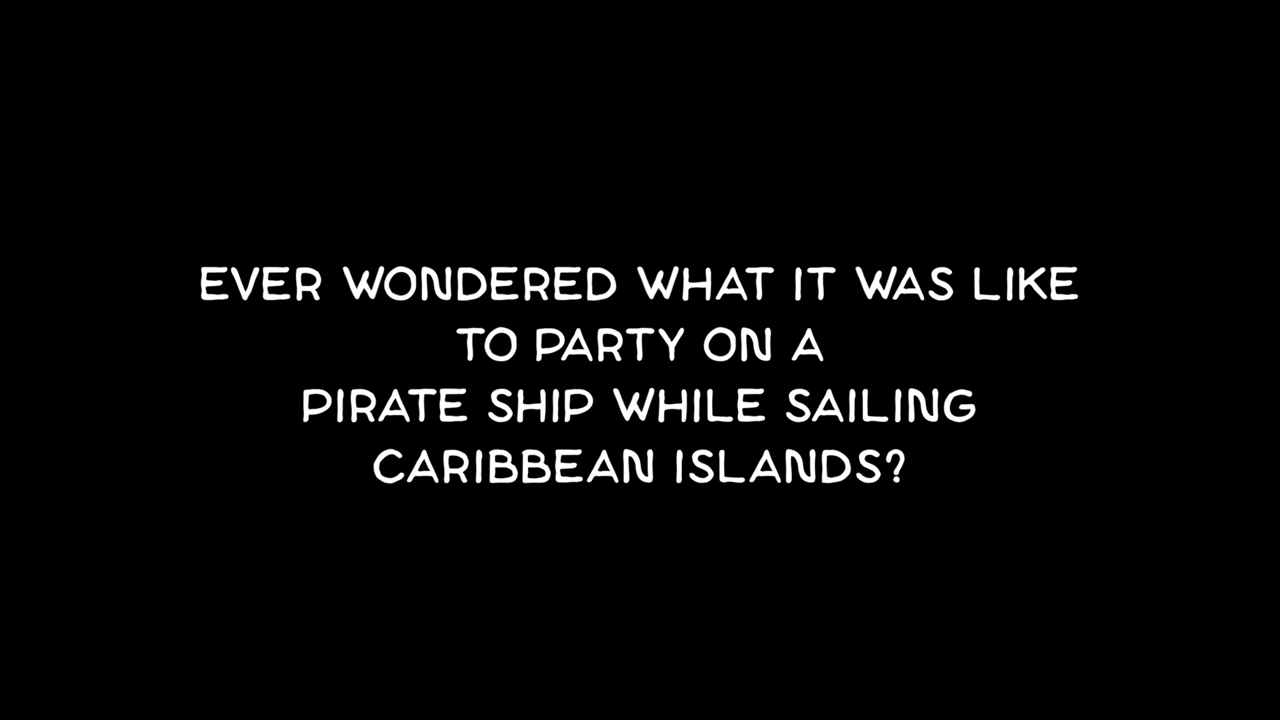 EVER WONDERED WHAT IT WAS LIKE
TO PARTY ON A
PIRATE SHIP WHILE SAILING
CARIBBEAN ISLANDS?